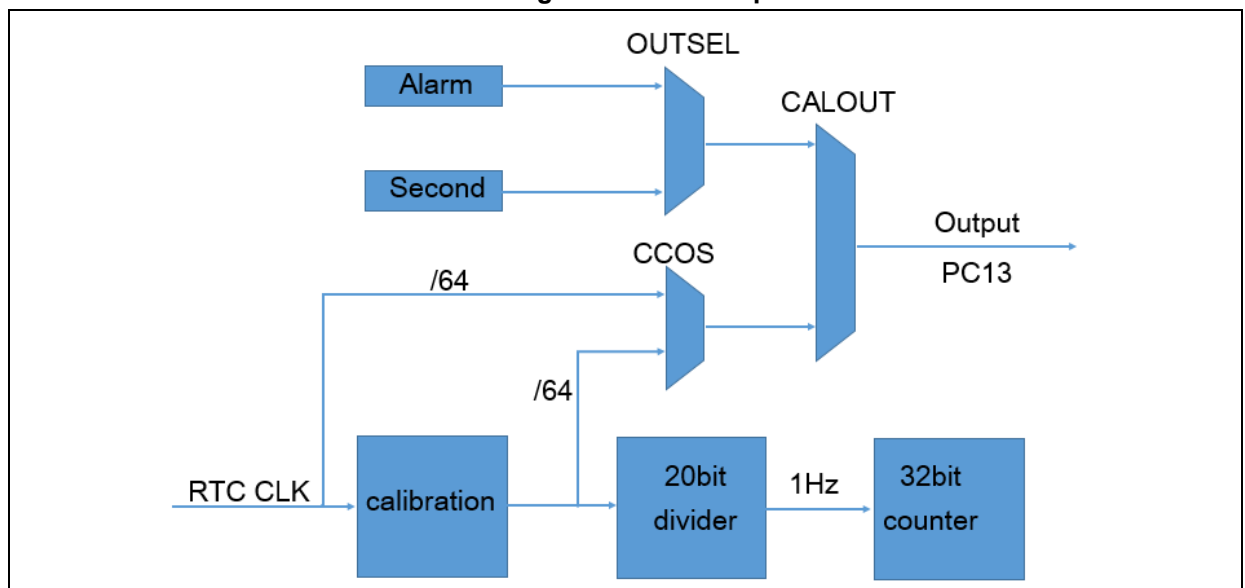 OUTSEL
Alarm
CALOUT
Second
Output
CCOS
PC13
/64
/64
RTC CLK
calibration
20bit
divider
1Hz
32bit
counter